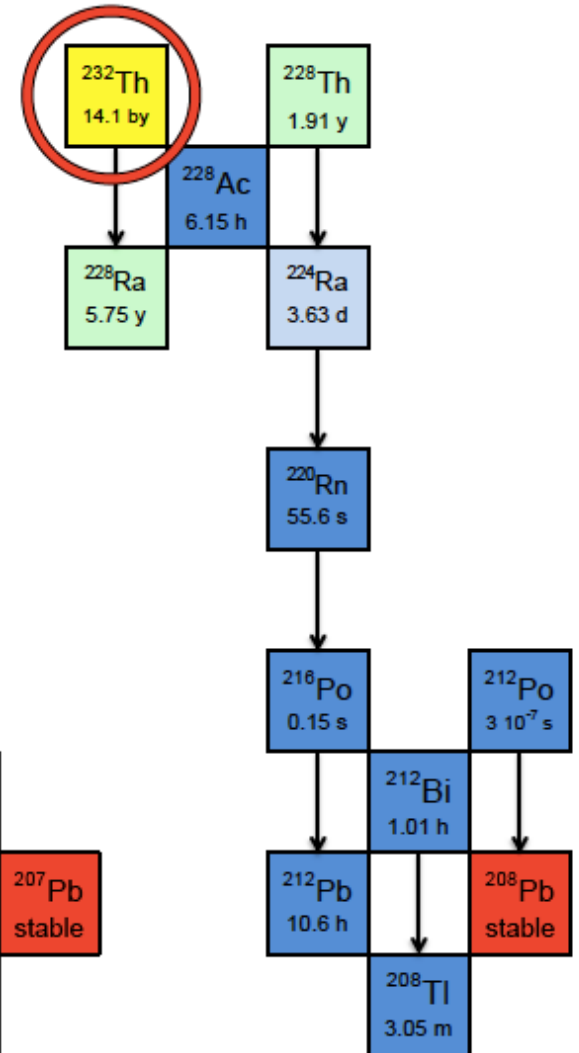 ²³²Th
14.1 by
²²⁸Th
1.91 y
²²⁸Ac
6.15 h
²²⁸Ra
5.75 y
²²⁴Ra
3.63 d
²²⁰Rn
55.6 s
²¹⁶Po
0.15 s
²¹²Po
3 10⁻⁷ s
²¹²Bi
1.01 h
²⁰⁷Pb
stable
²¹²Pb
10.6 h
²⁰⁸Pb
stable
²⁰⁸Tl
3.05 m